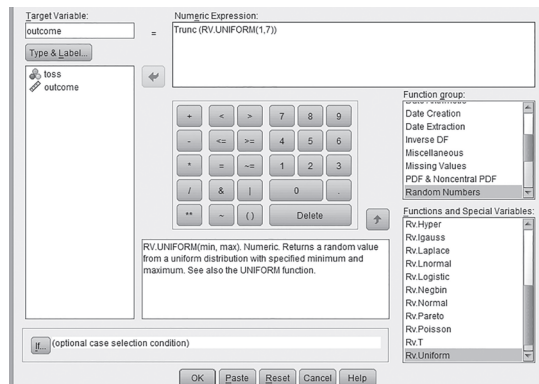 Target Variable:
outcome
=
Numeric Expression:
Trunc (RV.UNIFORM(1,7))
Type & Label...
toss
outcome
+ < > 7 8 9
- <= >= 4 5 6
* = ~= 1 2 3
/ & | 0 .
** ~ ( ) Delete
Function group:
Date Creation
Date Extraction
Inverse DF
Miscellaneous
Missing Values
PDF & Noncentral PDF
Random Numbers
Functions and Special Variables:
Rv.Hyper
Rv.Igauss
Rv.Laplace
Rv.Lnormal
Rv.Logistic
Rv.Negbin
Rv.Normal
Rv.Pareto
Rv.Poisson
Rv.T
Rv.Uniform
RV.UNIFORM(min, max). Numeric. Returns a random value
from a uniform distribution with specified minimum and
maximum. See also the UNIFORM function.
If... (optional case selection condition)
OK Paste Reset Cancel Help